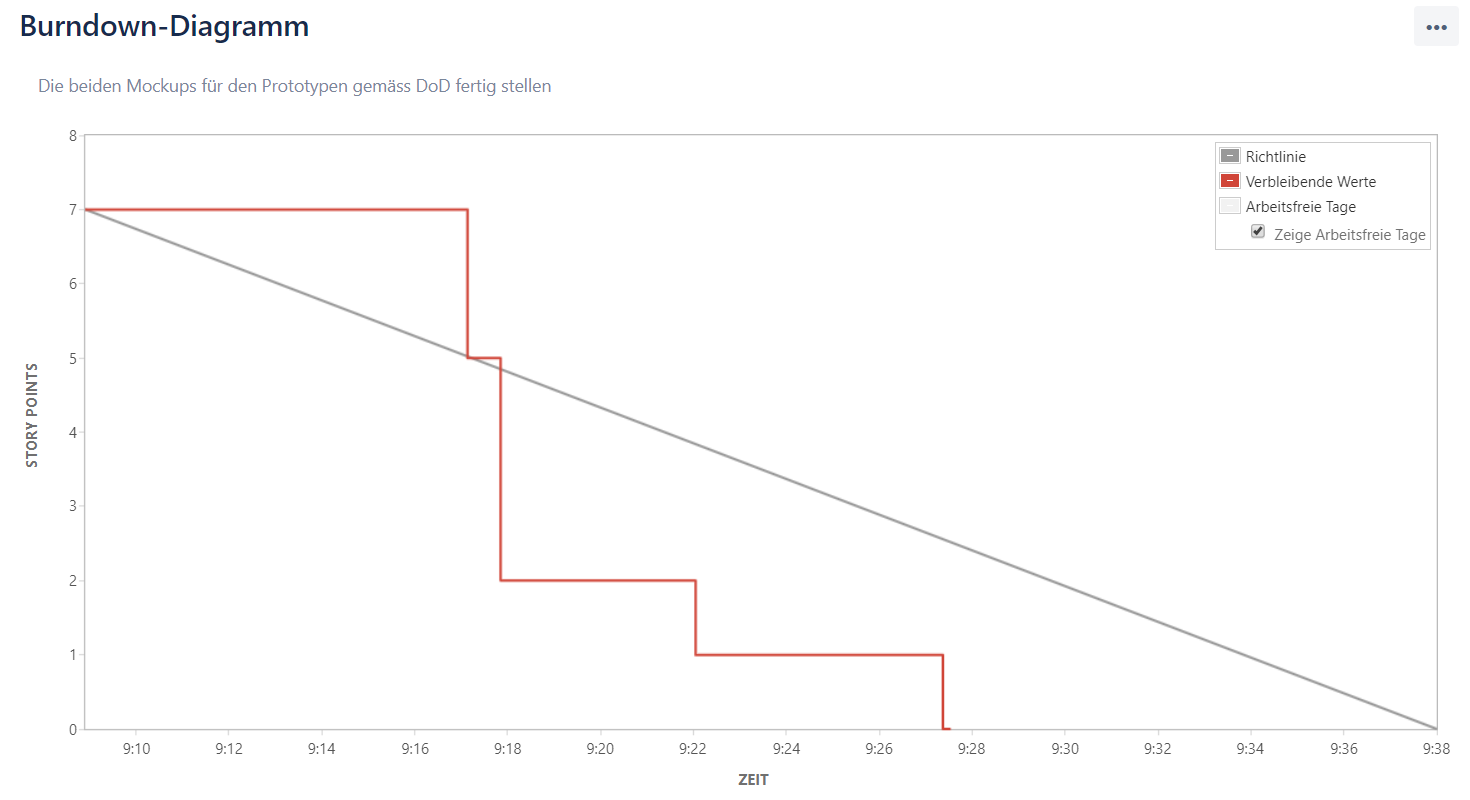 Burndown-Diagramm
Die beiden Mockups für den Prototypen gemäss DoD fertig stellen
Richtlinie
Verbleibende Werte
Arbeitsfreie Tage
Zeige Arbeitsfreie Tage
8
7
6
5
4
3
2
1
0
STORY POINTS
9:10 9:12 9:14 9:16 9:18 9:20 9:22 9:24 9:26 9:28 9:30 9:32 9:34 9:36 9:38
ZEIT